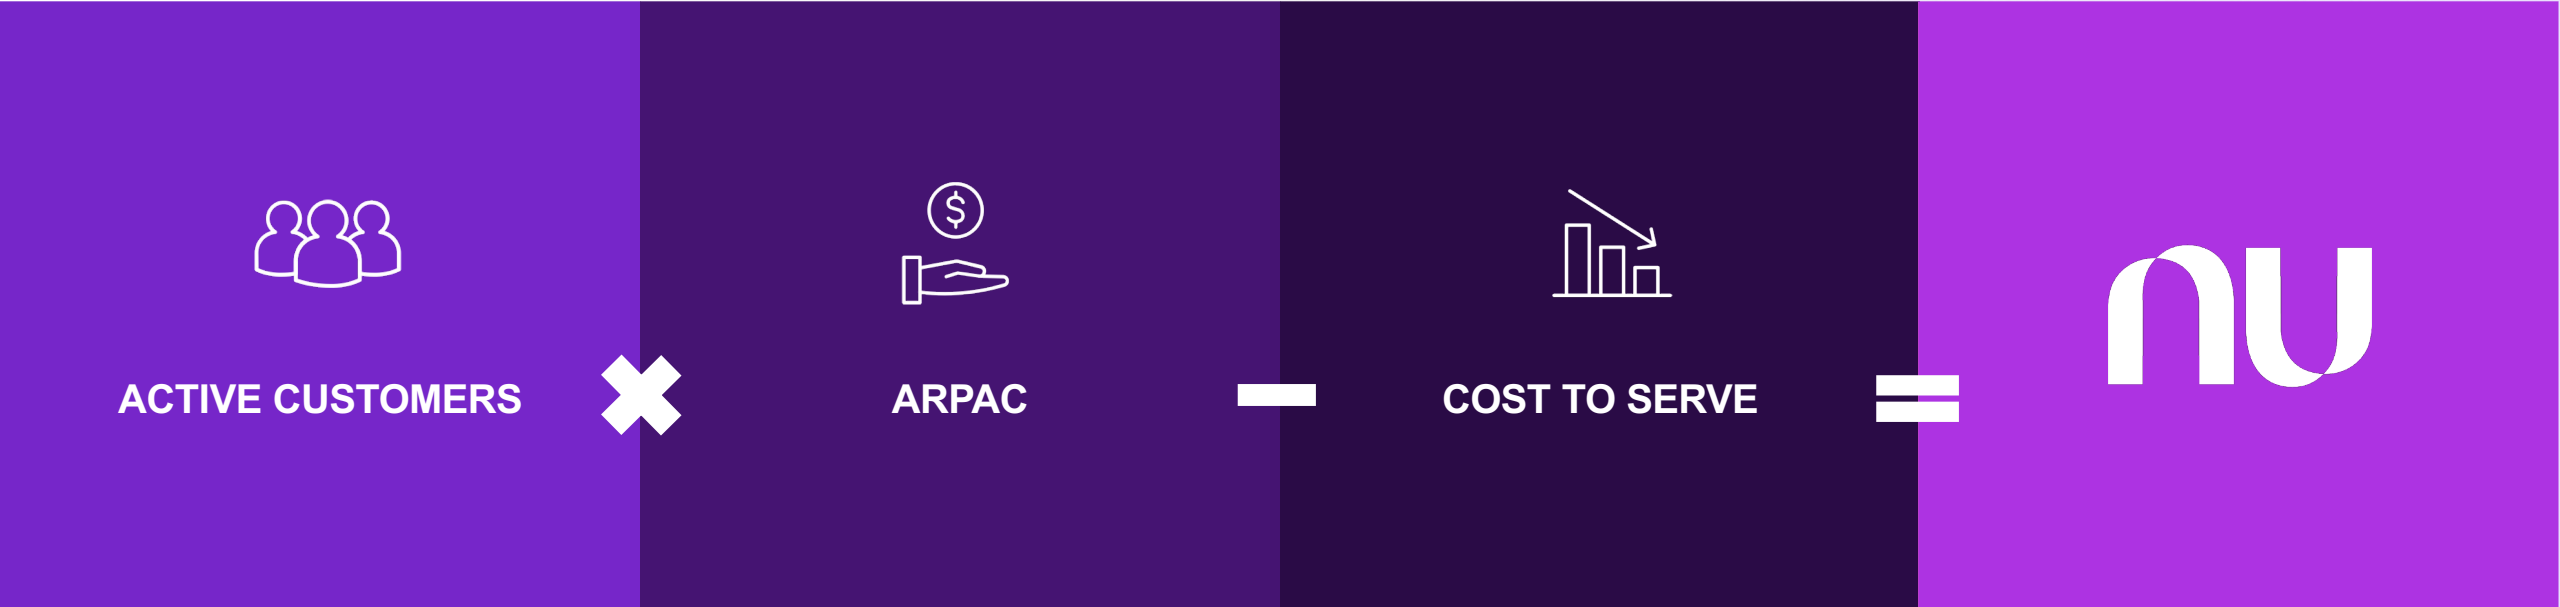 ACTIVE CUSTOMERS
×
ARPAC
−
COST TO SERVE
=
nu
$